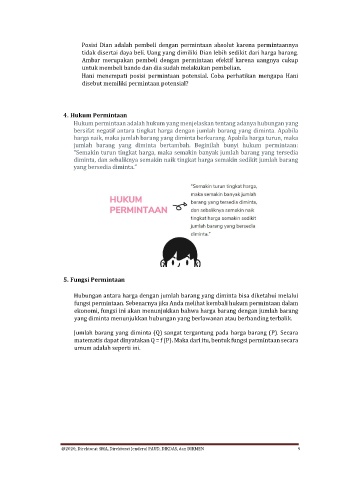 Posisi Dian adalah pembeli dengan permintaan absolut karena permintaannya
tidak disertai daya beli. Uang yang dimiliki Dian lebih sedikit dari harga barang.
Ambar merupakan pembeli dengan permintaan efektif karena uangnya cukup
untuk membeli bando dan dia sudah melakukan pembelian.
Hani menempati posisi permintaan potensial. Coba perhatikan mengapa Hani
disebut memiliki permintaan potensial?
4. Hukum Permintaan
Hukum permintaan adalah hukum yang menjelaskan tentang adanya hubungan yang
bersifat negatif antara tingkat harga dengan jumlah barang yang diminta. Apabila
harga naik, maka jumlah barang yang diminta berkurang. Apabila harga turun, maka
jumlah barang yang diminta bertambah. Beginilah bunyi hukum permintaan:
"Semakin turun tingkat harga, maka semakin banyak jumlah barang yang tersedia
diminta, dan sebaliknya semakin naik tingkat harga semakin sedikit jumlah barang
yang bersedia diminta."
HUKUM
PERMINTAAN
"Semakin turun tingkat harga,
maka semakin banyak jumlah
barang yang tersedia diminta,
dan sebaliknya semakin naik
tingkat harga semakin sedikit
jumlah barang yang bersedia
diminta."
5. Fungsi Permintaan
Hubungan antara harga dengan jumlah barang yang diminta bisa diketahui melalui
fungsi permintaan. Sebenarnya jika Anda melihat kembali hukum permintaan dalam
ekonomi, fungsi ini akan menunjukkan bahwa harga barang dengan jumlah barang
yang diminta menunjukkan hubungan yang berlawanan atau berbanding terbalik.
Jumlah barang yang diminta (Q) sangat tergantung pada harga barang (P). Secara
matematis dapat dinyatakan Q = f (P). Maka dari itu, bentuk fungsi permintaan secara
umum adalah seperti ini.
@2020, Direktorat SMA, Direktorat Jenderal PAUD, DIKDAS, dan DIKMEN
9